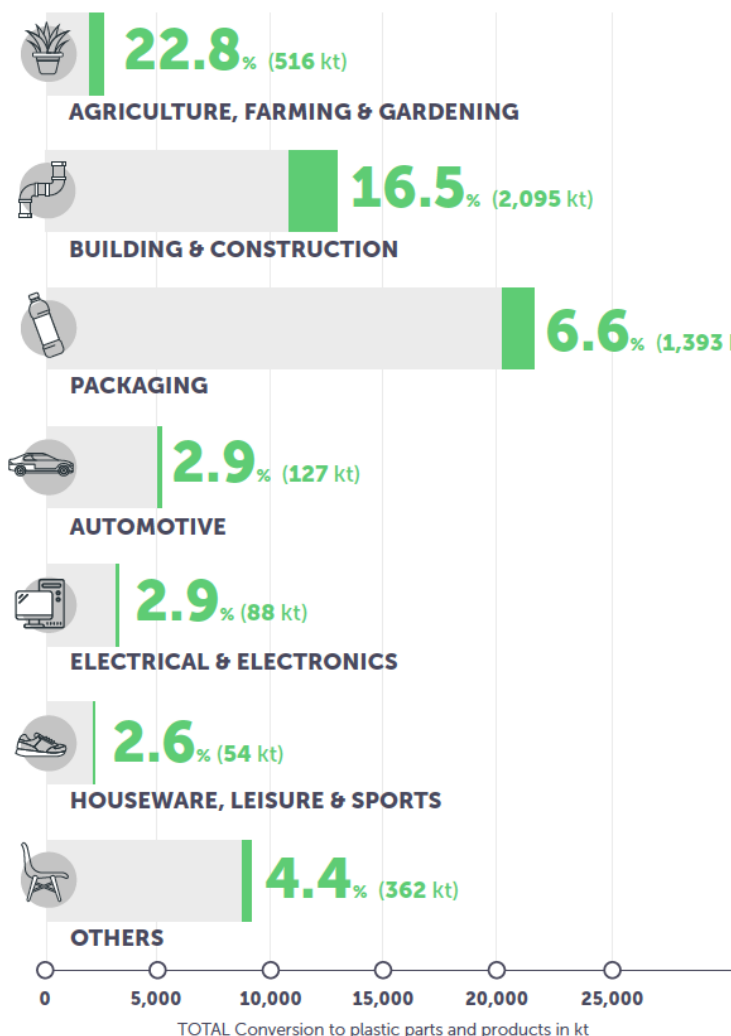 22.8% (516 kt)
AGRICULTURE, FARMING & GARDENING
16.5% (2,095 kt)
BUILDING & CONSTRUCTION
6.6% (1,393
PACKAGING
2.9% (127 kt)
AUTOMOTIVE
2.9% (88 kt)
ELECTRICAL & ELECTRONICS
2.6% (54 kt)
HOUSEWARE, LEISURE & SPORTS
4.4% (362 kt)
OTHERS
0 5,000 10,000 15,000 20,000 25,000
TOTAL Conversion to plastic parts and products in kt